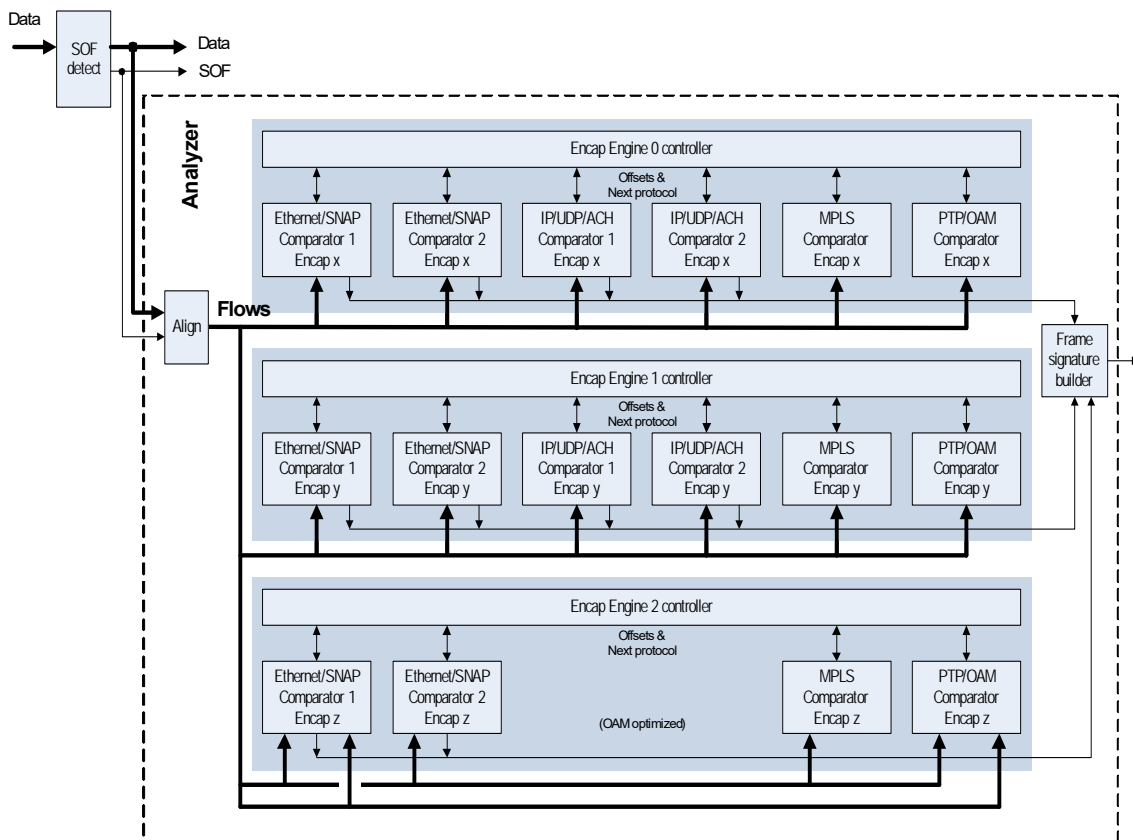 Data
SOF
detect
Data
SOF
Analyzer
Encap Engine 0 controller
Offsets &
Next protocol
Ethernet/SNAP
Comparator 1
Encap x
Ethernet/SNAP
Comparator 2
Encap x
IP/UDP/ACH
Comparator 1
Encap x
IP/UDP/ACH
Comparator 2
Encap x
MPLS
Comparator
Encap x
PTP/OAM
Comparator
Encap x
Align
Flows
Frame
signature
builder
Encap Engine 1 controller
Offsets &
Next protocol
Ethernet/SNAP
Comparator 1
Encap y
Ethernet/SNAP
Comparator 2
Encap y
IP/UDP/ACH
Comparator 1
Encap y
IP/UDP/ACH
Comparator 2
Encap y
MPLS
Comparator
Encap y
PTP/OAM
Comparator
Encap y
Encap Engine 2 controller
Offsets &
Next protocol
Ethernet/SNAP
Comparator 1
Encap z
Ethernet/SNAP
Comparator 2
Encap z
(OAM optimized)
MPLS
Comparator
Encap z
PTP/OAM
Comparator
Encap z